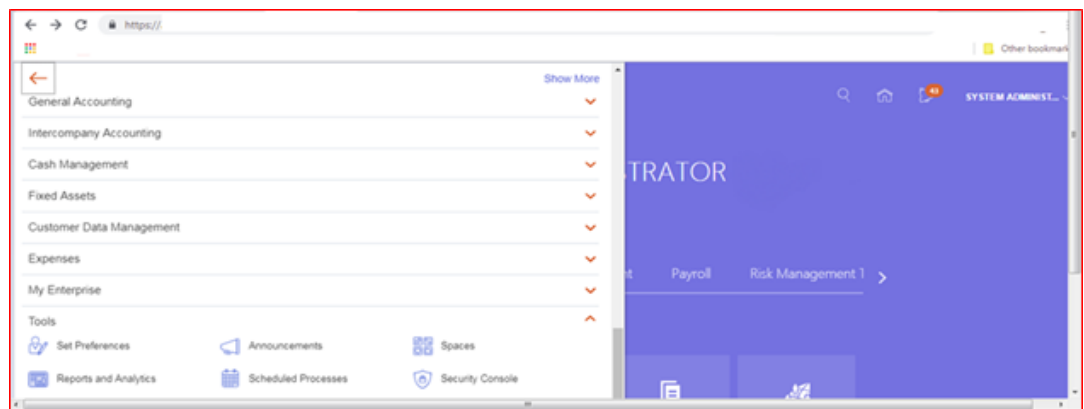 https://
Other bookmark
Show More
General Accounting
Intercompany Accounting
Cash Management
Fixed Assets
Customer Data Management
Expenses
My Enterprise
Tools
Set Preferences Announcements Spaces
Reports and Analytics Scheduled Processes Security Console
43 SYSTEM ADMINIST...
STRATOR
nt Payroll Risk Management T